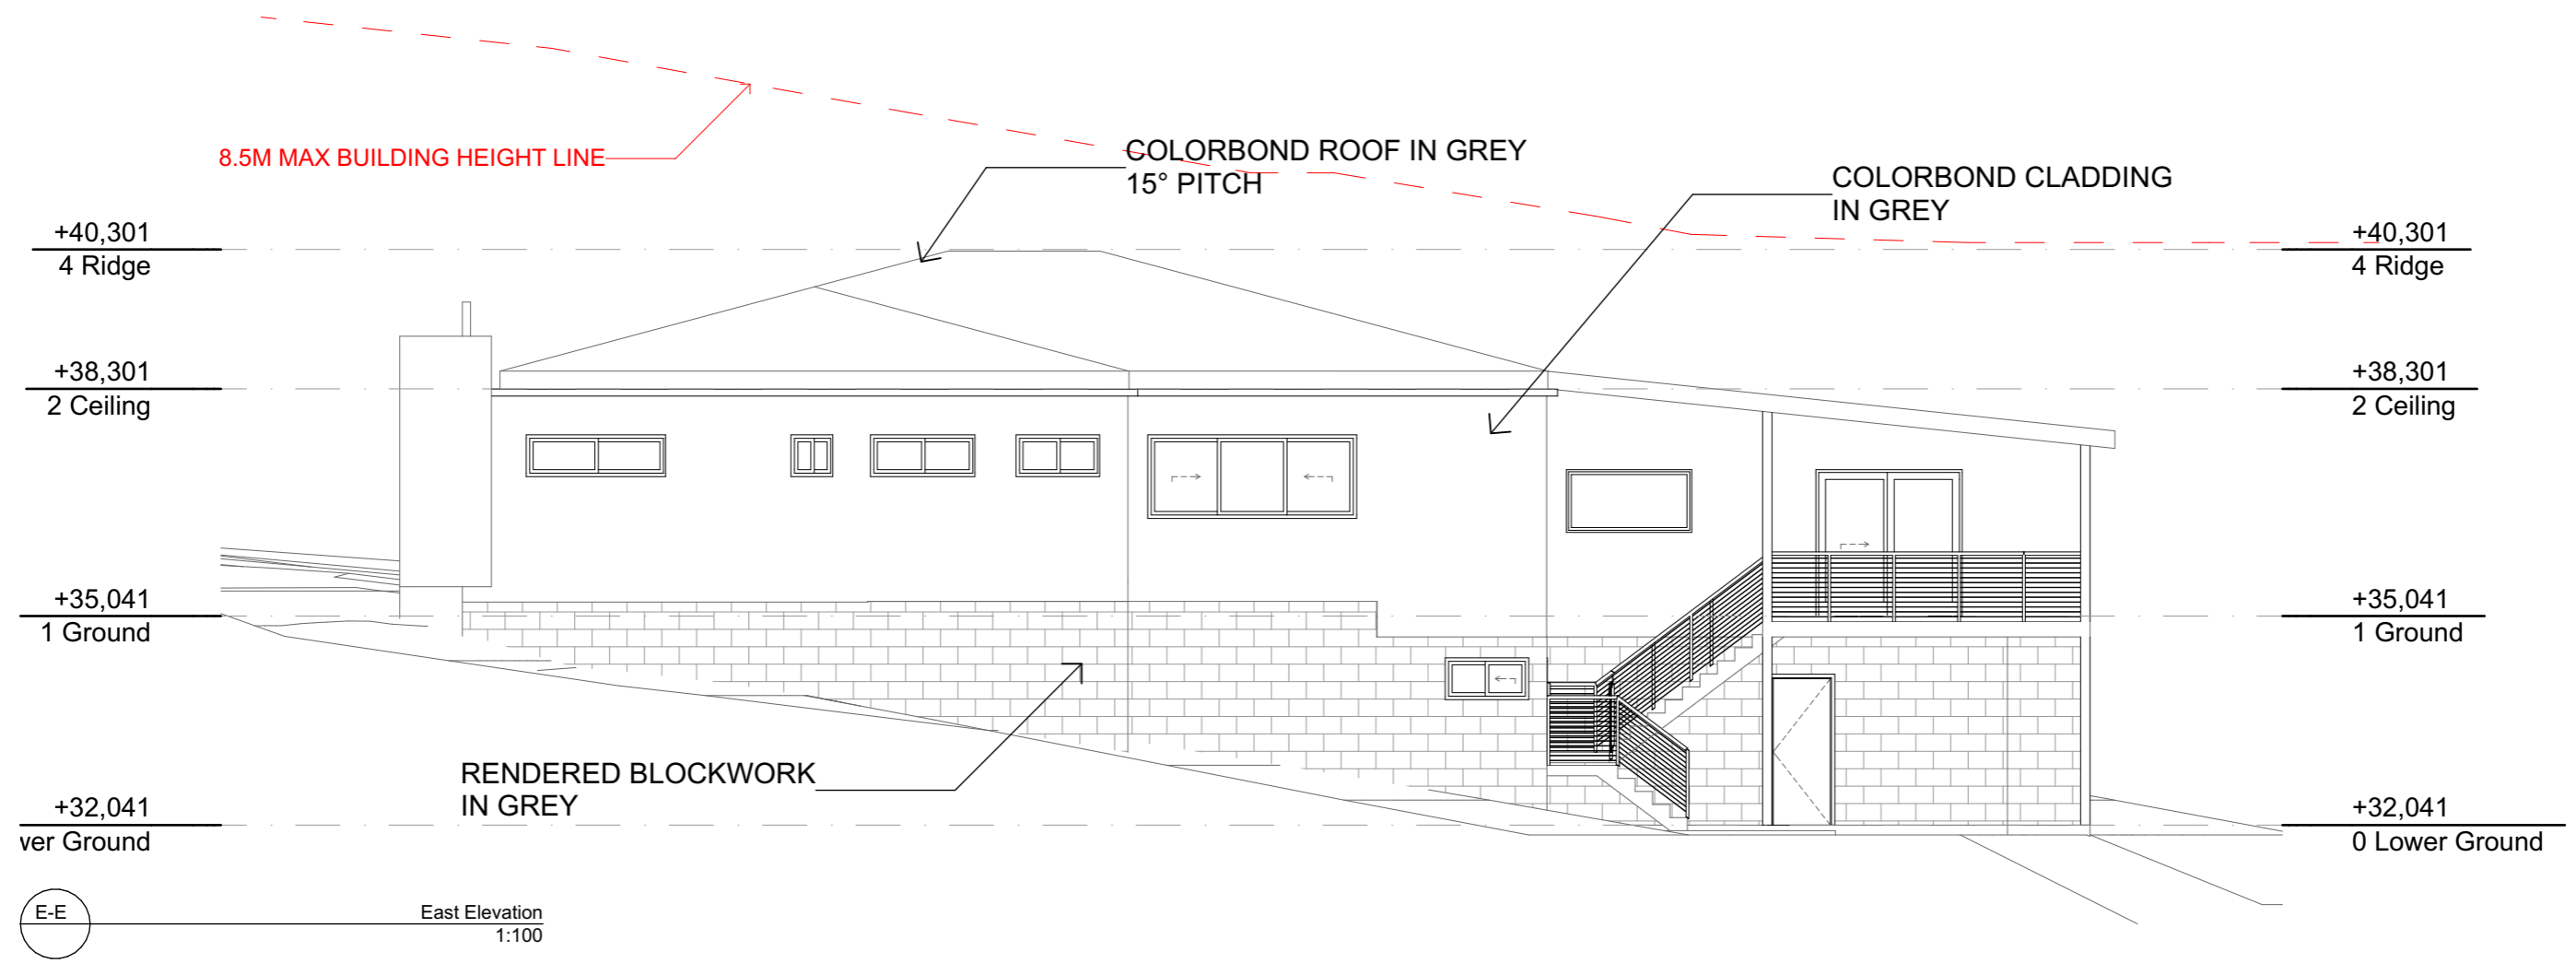 8.5M MAX BUILDING HEIGHT LINE
COLORBOND ROOF IN GREY
15° PITCH
COLORBOND CLADDING
IN GREY
+40,301
4 Ridge
+40,301
4 Ridge
+38,301
2 Ceiling
+38,301
2 Ceiling
+35,041
1 Ground
+35,041
1 Ground
RENDERED BLOCKWORK
IN GREY
+32,041
ver Ground
+32,041
0 Lower Ground
E-E
East Elevation
1:100